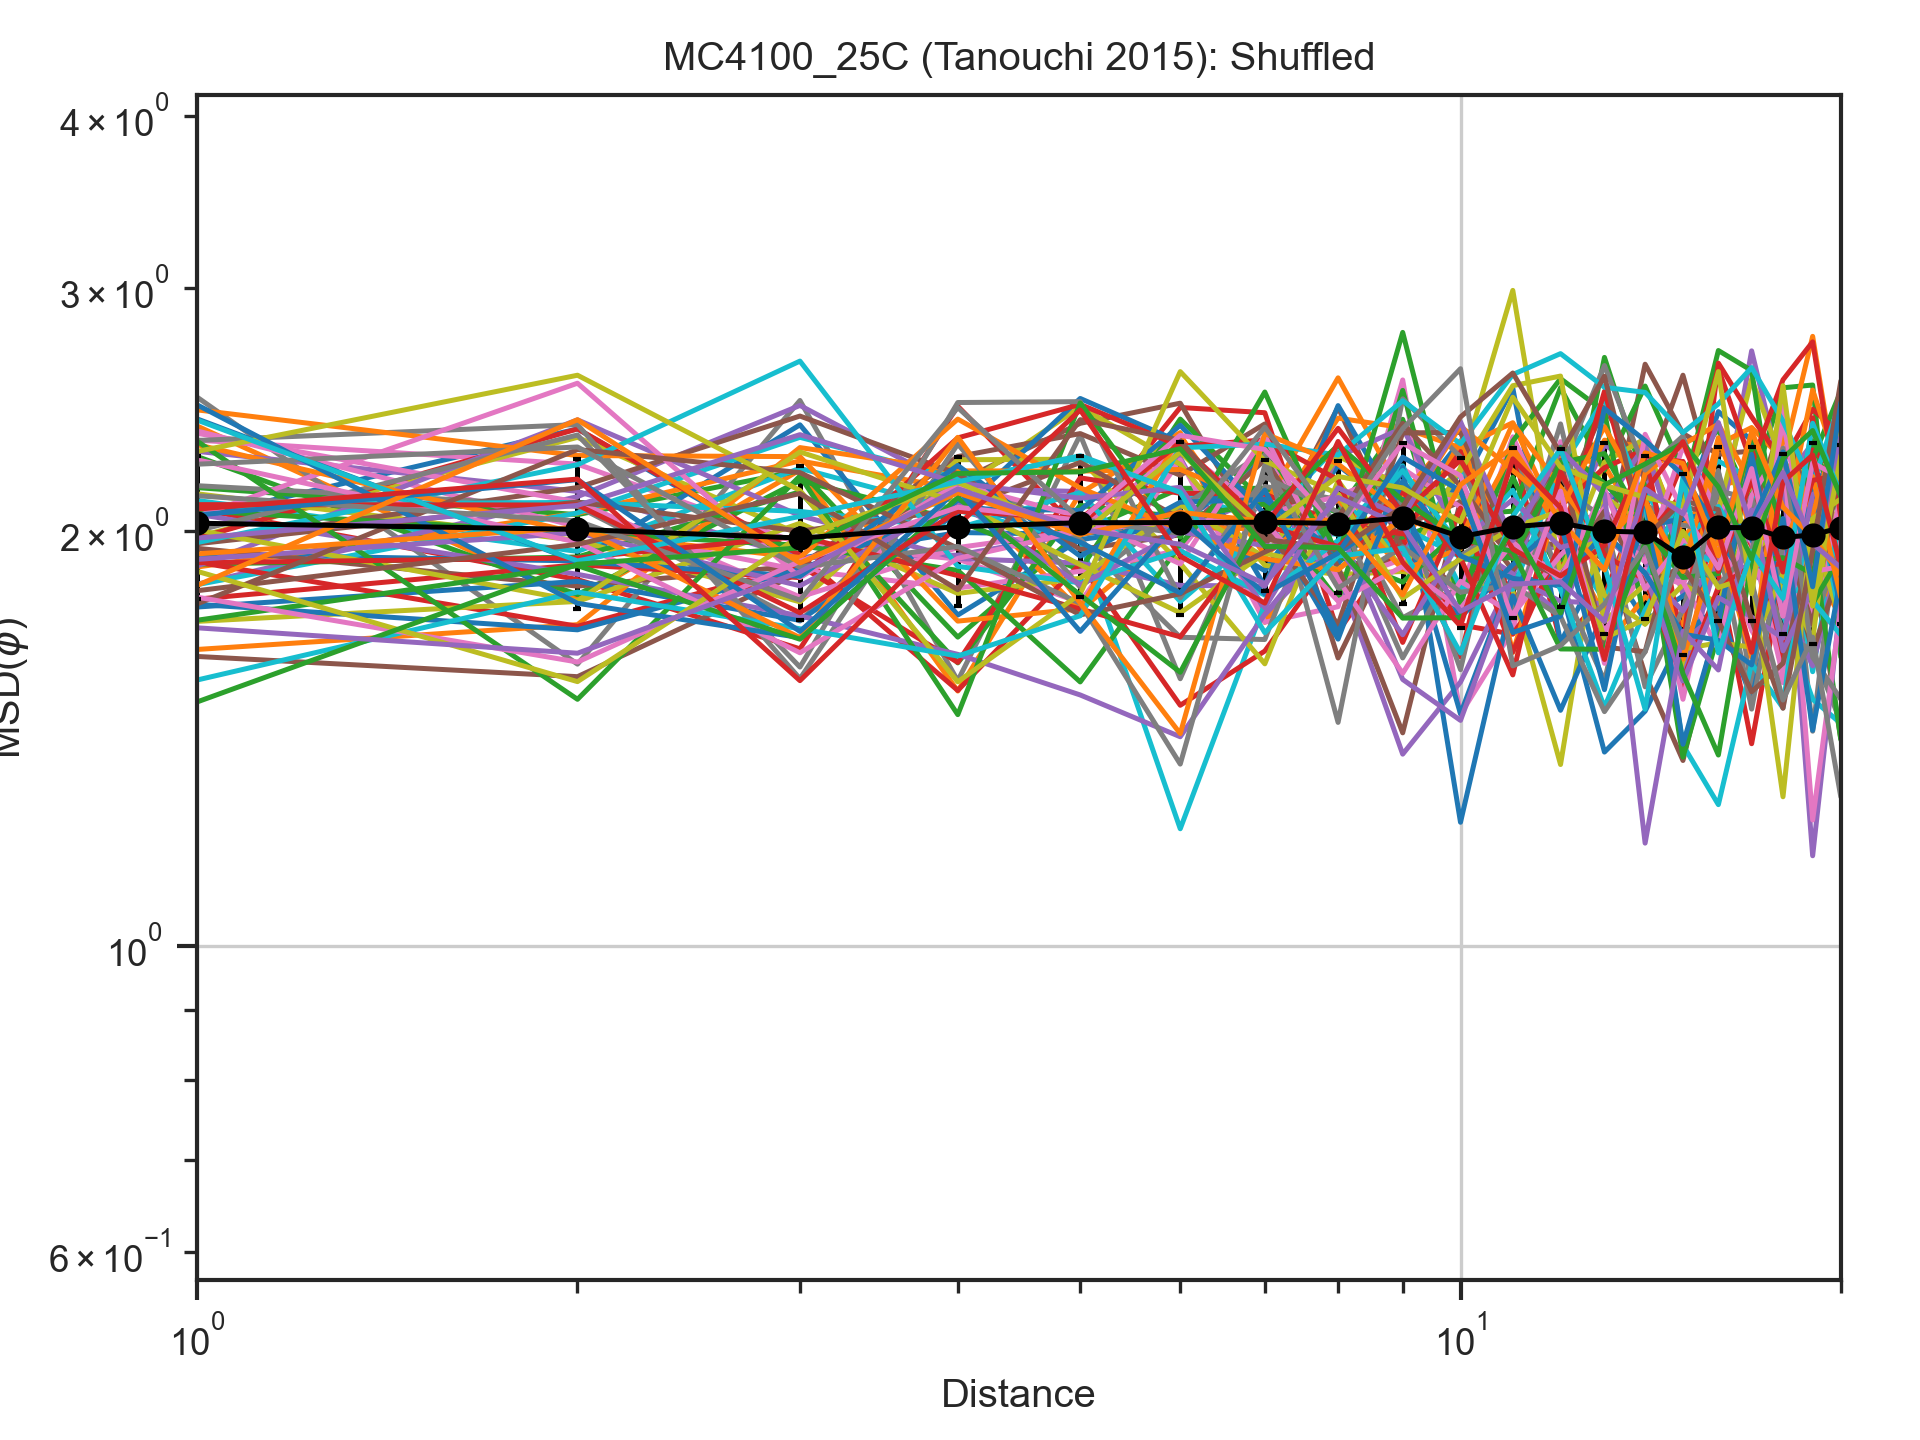 MC4100_25C (Tanouchi 2015): Shuffled
4 × 10⁰
3 × 10⁰
2 × 10⁰
10⁰
6 × 10⁻¹
MSD(ϕ)
10⁰
10¹
Distance